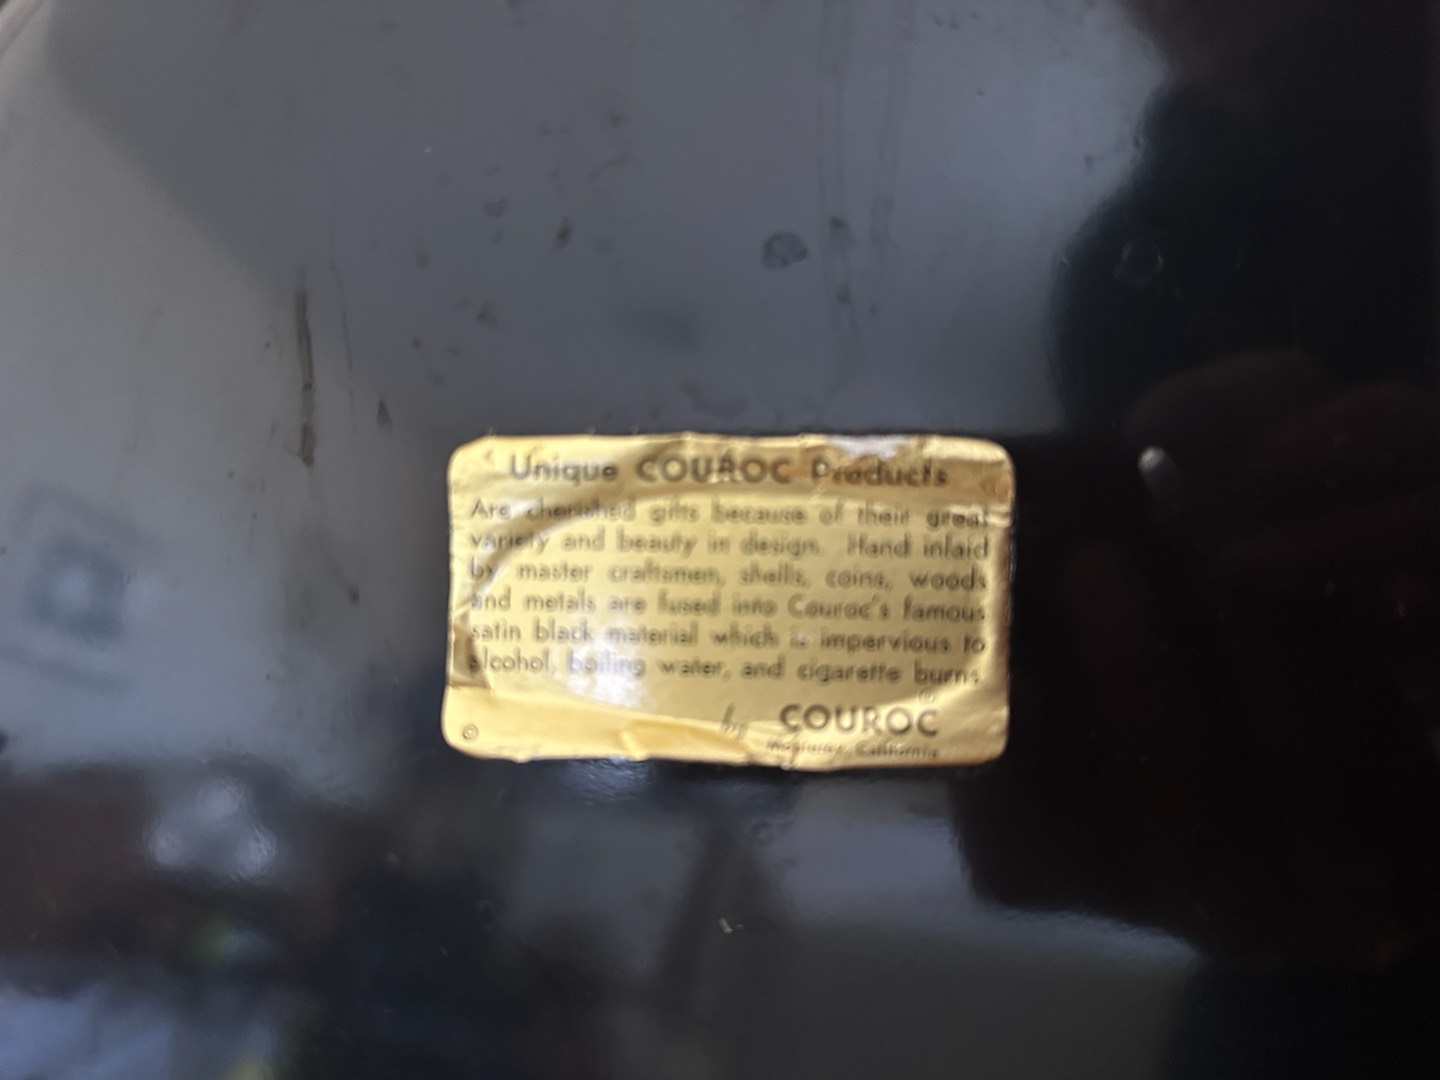 Unique COUROC Products
Are cherished gifts because of their great
variety and beauty in design. Hand inlaid
by master craftsmen, shells, coins, woods
and metals are fused into Couroc's famous
satin black material which is impervious to
alcohol, boiling water, and cigarette burns.
by COUROC®
Monterey, California
©